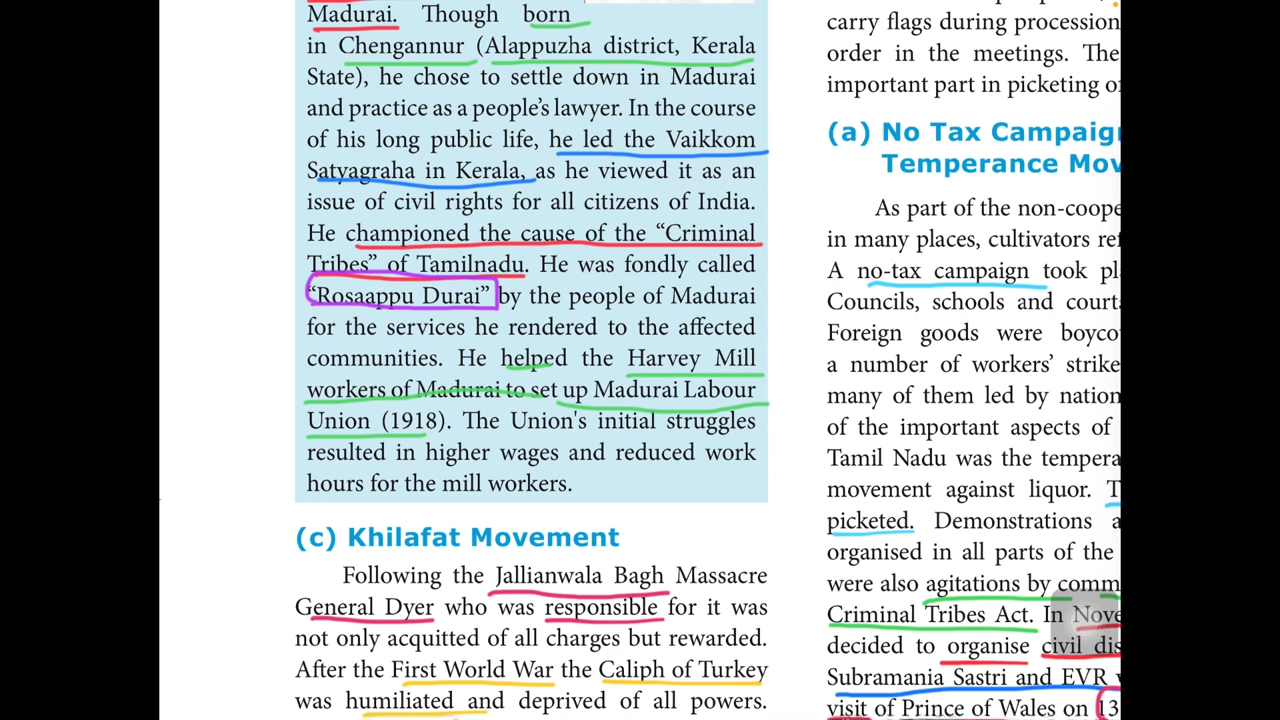 Madurai. Though born
in Chengannur (Alappuzha district, Kerala
State), he chose to settle down in Madurai
and practice as a people's lawyer. In the course
of his long public life, he led the Vaikkom
Satyagraha in Kerala, as he viewed it as an
issue of civil rights for all citizens of India.
He championed the cause of the “Criminal
Tribes” of Tamilnadu. He was fondly called
“Rosaappu Durai” by the people of Madurai
for the services he rendered to the affected
communities. He helped the Harvey Mill
workers of Madurai to set up Madurai Labour
Union (1918). The Union's initial struggles
resulted in higher wages and reduced work
hours for the mill workers.
(c) Khilafat Movement
Following the Jallianwala Bagh Massacre
General Dyer who was responsible for it was
not only acquitted of all charges but rewarded.
After the First World War the Caliph of Turkey
was humiliated and deprived of all powers.
carry flags during procession
order in the meetings. The
important part in picketing
(a) No Tax Campaig
Temperance Mov
As part of the non-coope
in many places, cultivators
A no-tax campaign took
Councils, schools and court
Foreign goods were boyco
a number of workers' strike
many of them led by nation
of the important aspects of
Tamil Nadu was the tempera
movement against liquor.
picketed. Demonstrations
organised in all parts of the
were also agitations by comm
Criminal Tribes Act. In Nove
decided to organise civil dis
Subramania Sastri and EVR
visit of Prince of Wales on 13